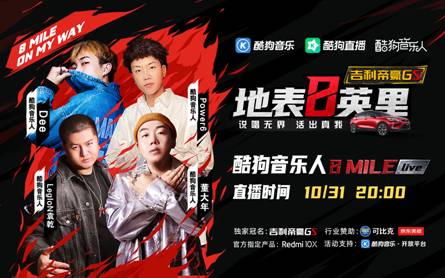 8 MILE
ON MY WAY
酷狗音乐
酷狗直播
酷狗音乐人
吉利帝豪GS
地表8英里
说唱无界 活出真我
酷狗音乐人
Dee
酷狗音乐人
Power6
酷狗音乐人
LegioN袁乾
酷狗音乐人
董大年
酷狗音乐人 8 MILE live
直播时间 10/31 20:00
独家冠名：吉利帝豪GS 行业赞助：可比克 京东美妆
官方指定产品：Redmi 10X 活动支持：酷狗音乐·开放平台